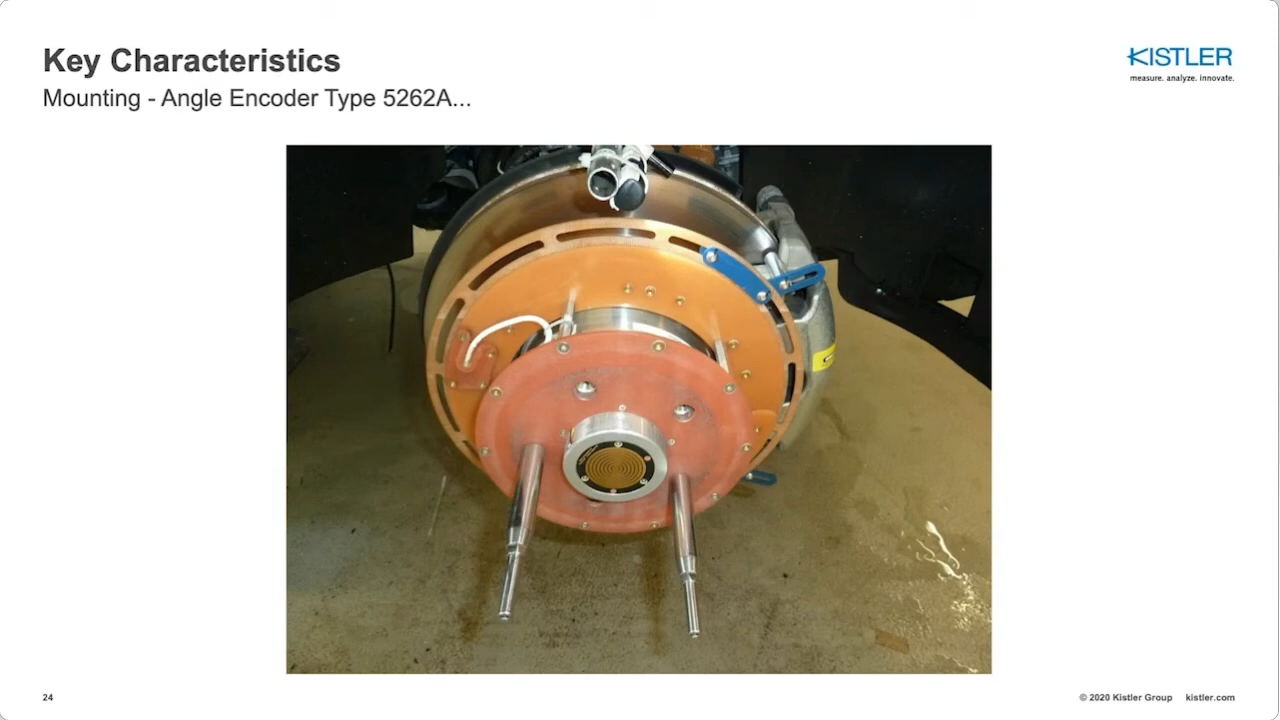 Key Characteristics
Mounting - Angle Encoder Type 5262A...
KISTLER
measure. analyze. innovate.
24
© 2020 Kistler Group kistler.com